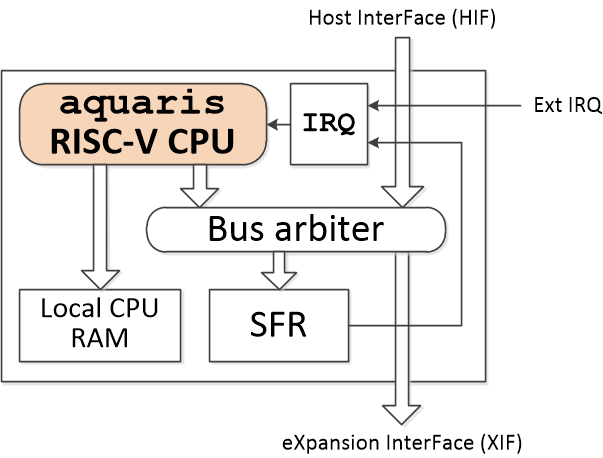 Host InterFace (HIF)
aquaris
RISC-V CPU
IRQ
Ext IRQ
Bus arbiter
Local CPU
RAM
SFR
eXpansion InterFace (XIF)